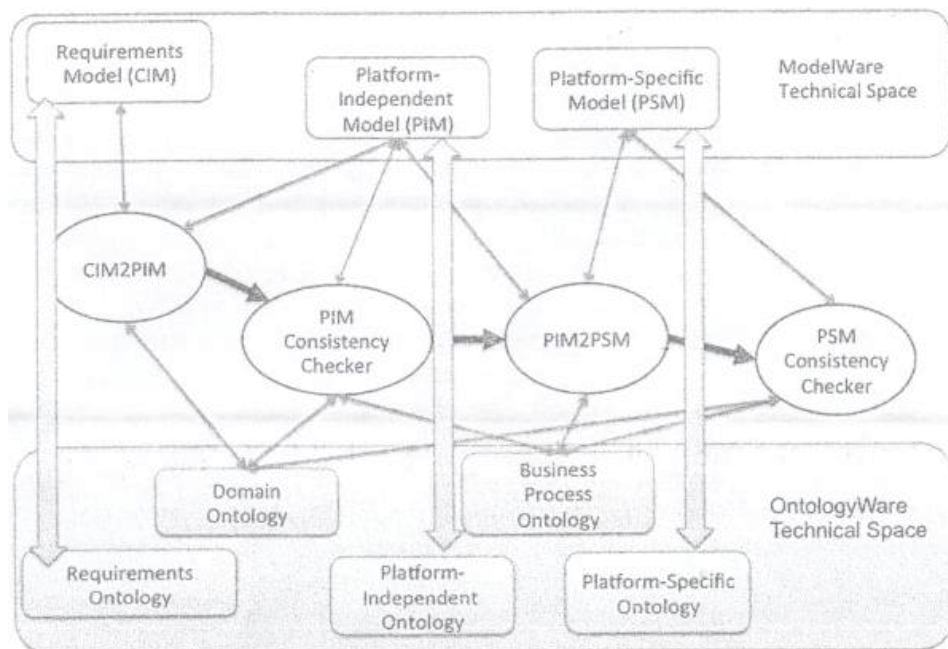 Requirements
Model (CIM)
Platform-
Independent
Model (PIM)
Platform-Specific
Model (PSM)
ModelWare
Technical Space
CIM2PIM
PIM
Consistency
Checker
PIM2PSM
PSM
Consistency
Checker
Domain
Ontology
Business
Process
Ontology
OntologyWare
Technical Space
Requirements
Ontology
Platform-
Independent
Ontology
Platform-Specific
Ontology